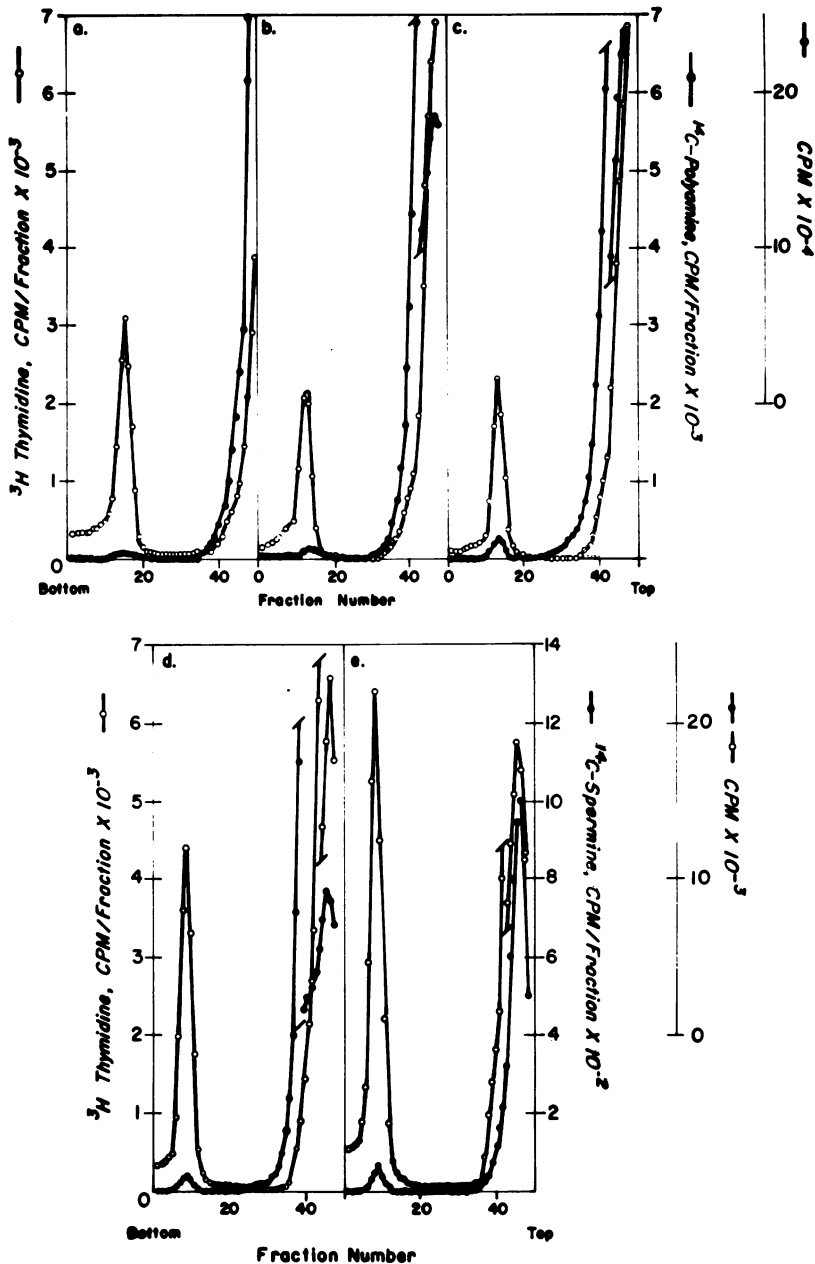 a.
b.
c.
³H Thymidine, CPM/Fraction X 10⁻³
7
6
5
4
3
2
1
0
20
40
0
20
40
0
20
40
Bottom
Fraction Number
Top
7
6
5
4
3
2
1
¹⁴C-Polyamine, CPM/Fraction X 10⁻³
20
10
0
CPM X 10⁻⁴
d.
e.
³H Thymidine, CPM/Fraction X 10⁻³
7
6
5
4
3
2
1
0
20
40
20
40
Bottom
Top
Fraction Number
14
12
10
8
6
4
2
¹⁴C-Spermine, CPM/Fraction X 10⁻²
20
10
0
CPM X 10⁻³